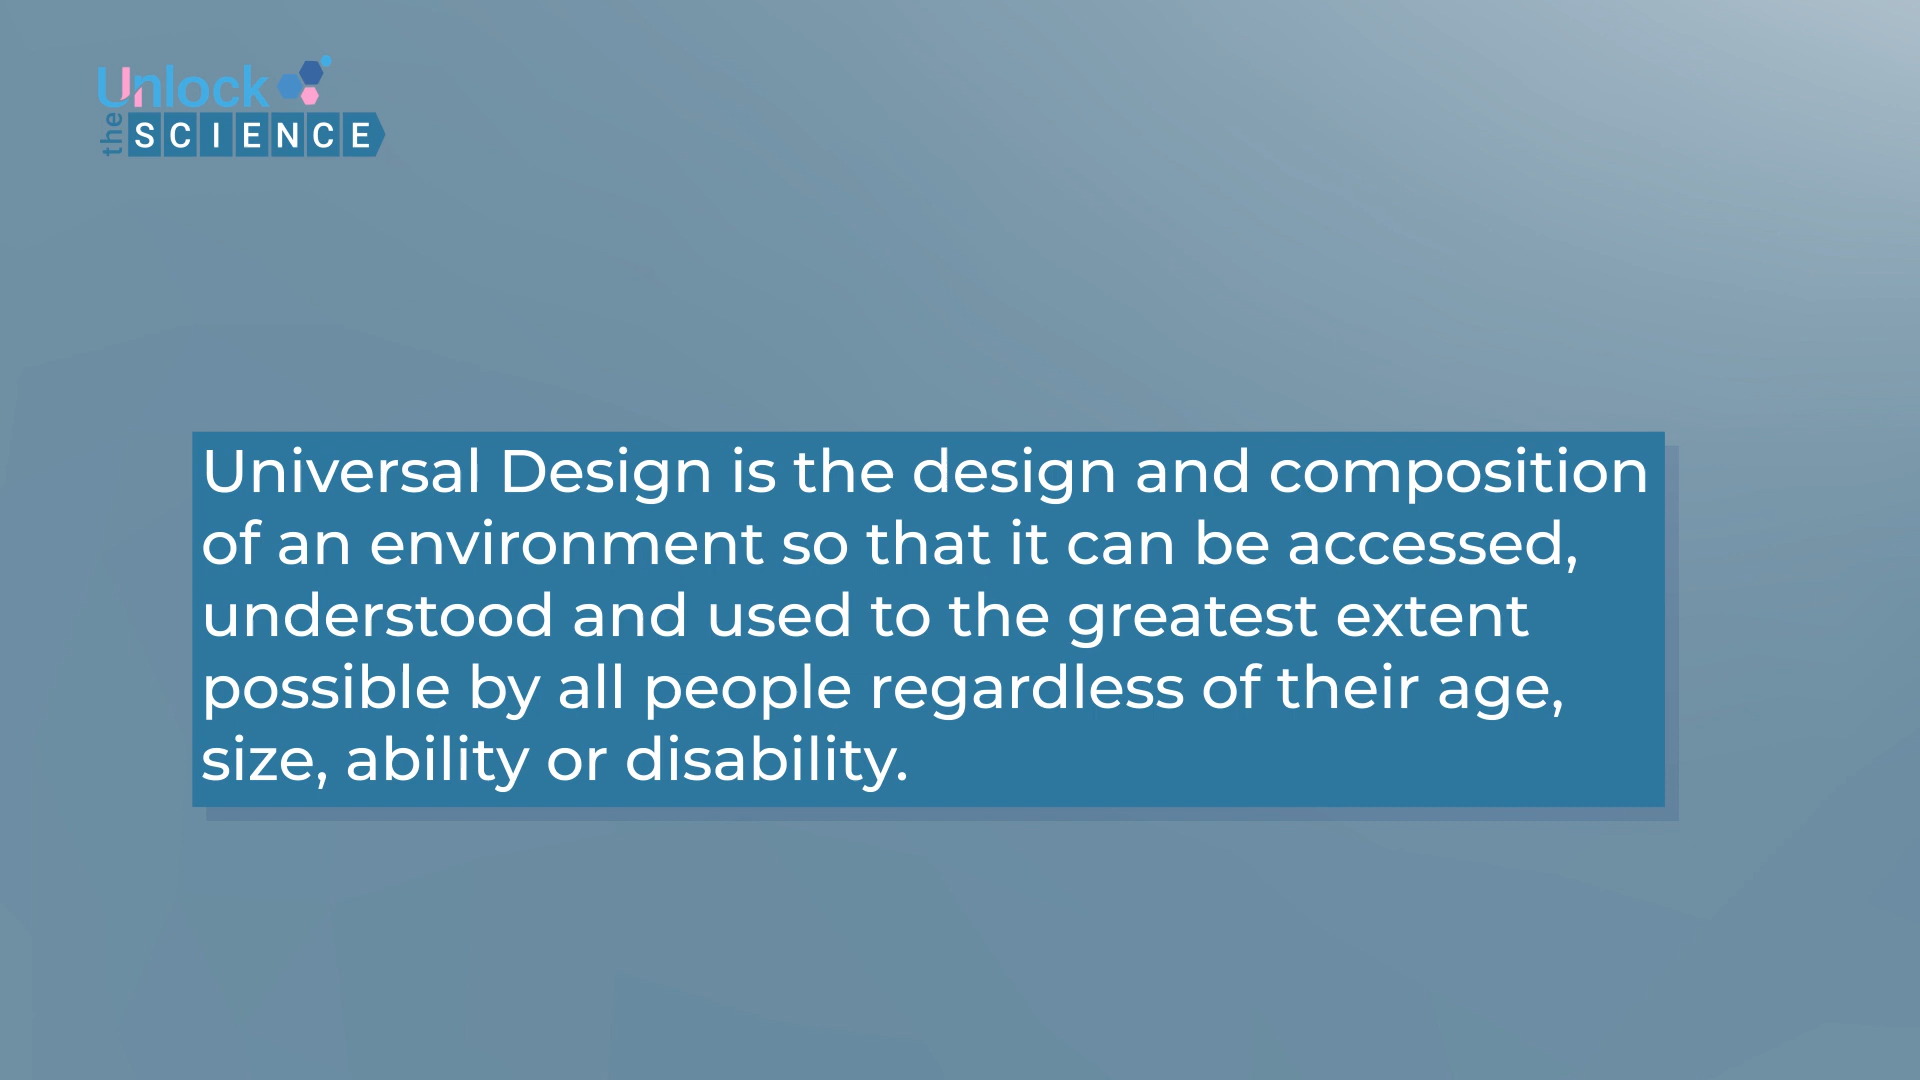 Unlock
the SCIENCE
Universal Design is the design and composition
of an environment so that it can be accessed,
understood and used to the greatest extent
possible by all people regardless of their age,
size, ability or disability.